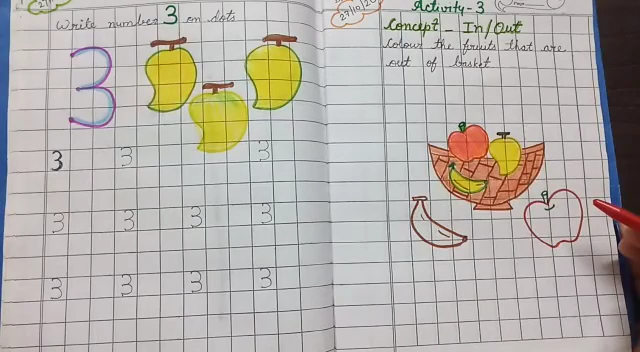 Write number 3 on dots
3
3 3 3
3 3 3 3
3 3 3 3
27/10/20
Activity-3
Concept - In/Out
Colour the fruits that are
out of basket